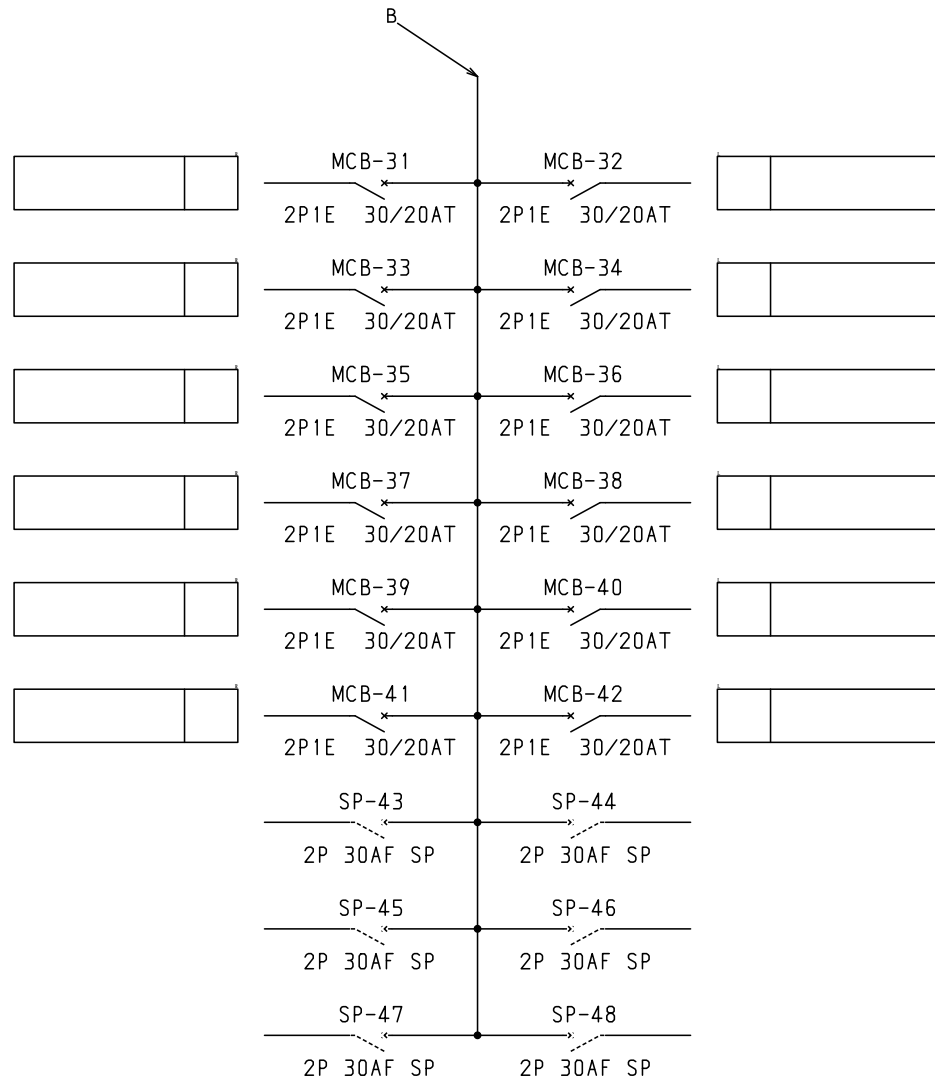 B
MCB-31 MCB-32
2P1E 30/20AT 2P1E 30/20AT
MCB-33 MCB-34
2P1E 30/20AT 2P1E 30/20AT
MCB-35 MCB-36
2P1E 30/20AT 2P1E 30/20AT
MCB-37 MCB-38
2P1E 30/20AT 2P1E 30/20AT
MCB-39 MCB-40
2P1E 30/20AT 2P1E 30/20AT
MCB-41 MCB-42
2P1E 30/20AT 2P1E 30/20AT
SP-43 SP-44
2P 30AF SP 2P 30AF SP
SP-45 SP-46
2P 30AF SP 2P 30AF SP
SP-47 SP-48
2P 30AF SP 2P 30AF SP